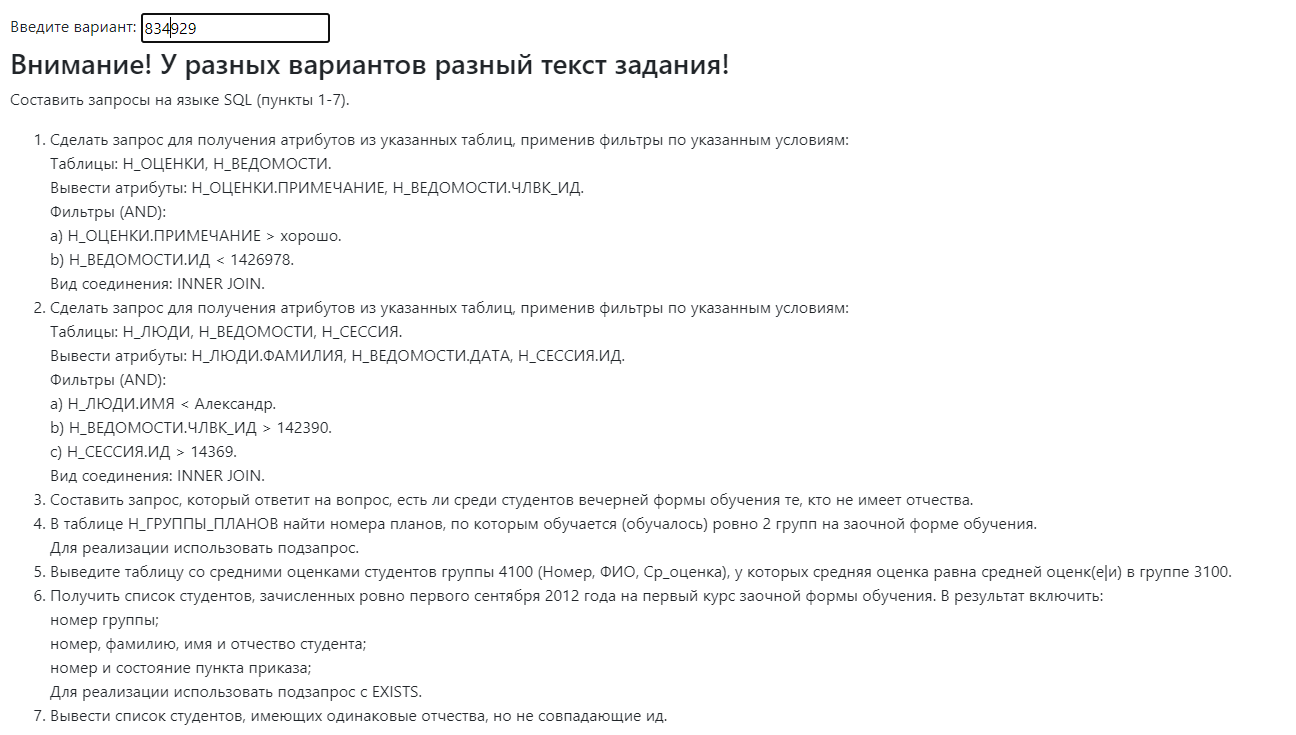 Введите вариант: 834929
Внимание! У разных вариантов разный текст задания!
Составить запросы на языке SQL (пункты 1-7).
1. Сделать запрос для получения атрибутов из указанных таблиц, применив фильтры по указанным условиям:
Таблицы: Н_ОЦЕНКИ, Н_ВЕДОМОСТИ.
Вывести атрибуты: Н_ОЦЕНКИ.ПРИМЕЧАНИЕ, Н_ВЕДОМОСТИ.ЧЛВК_ИД.
Фильтры (AND):
a) Н_ОЦЕНКИ.ПРИМЕЧАНИЕ > хорошо.
b) Н_ВЕДОМОСТИ.ИД < 1426978.
Вид соединения: INNER JOIN.
2. Сделать запрос для получения атрибутов из указанных таблиц, применив фильтры по указанным условиям:
Таблицы: Н_ЛЮДИ, Н_ВЕДОМОСТИ, Н_СЕССИЯ.
Вывести атрибуты: Н_ЛЮДИ.ФАМИЛИЯ, Н_ВЕДОМОСТИ.ДАТА, Н_СЕССИЯ.ИД.
Фильтры (AND):
a) Н_ЛЮДИ.ИМЯ < Александр.
b) Н_ВЕДОМОСТИ.ЧЛВК_ИД > 142390.
c) Н_СЕССИЯ.ИД > 14369.
Вид соединения: INNER JOIN.
3. Составить запрос, который ответит на вопрос, есть ли среди студентов вечерней формы обучения те, кто не имеет отчества.
4. В таблице Н_ГРУППЫ_ПЛАНОВ найти номера планов, по которым обучается (обучалось) ровно 2 групп на заочной форме обучения.
Для реализации использовать подзапрос.
5. Выведите таблицу со средними оценками студентов группы 4100 (Номер, ФИО, Ср_оценка), у которых средняя оценка равна средней оценк(е|и) в группе 3100.
6. Получить список студентов, зачисленных ровно первого сентября 2012 года на первый курс заочной формы обучения. В результат включить:
номер группы;
номер, фамилию, имя и отчество студента;
номер и состояние пункта приказа;
Для реализации использовать подзапрос с EXISTS.
7. Вывести список студентов, имеющих одинаковые отчества, но не совпадающие ид.